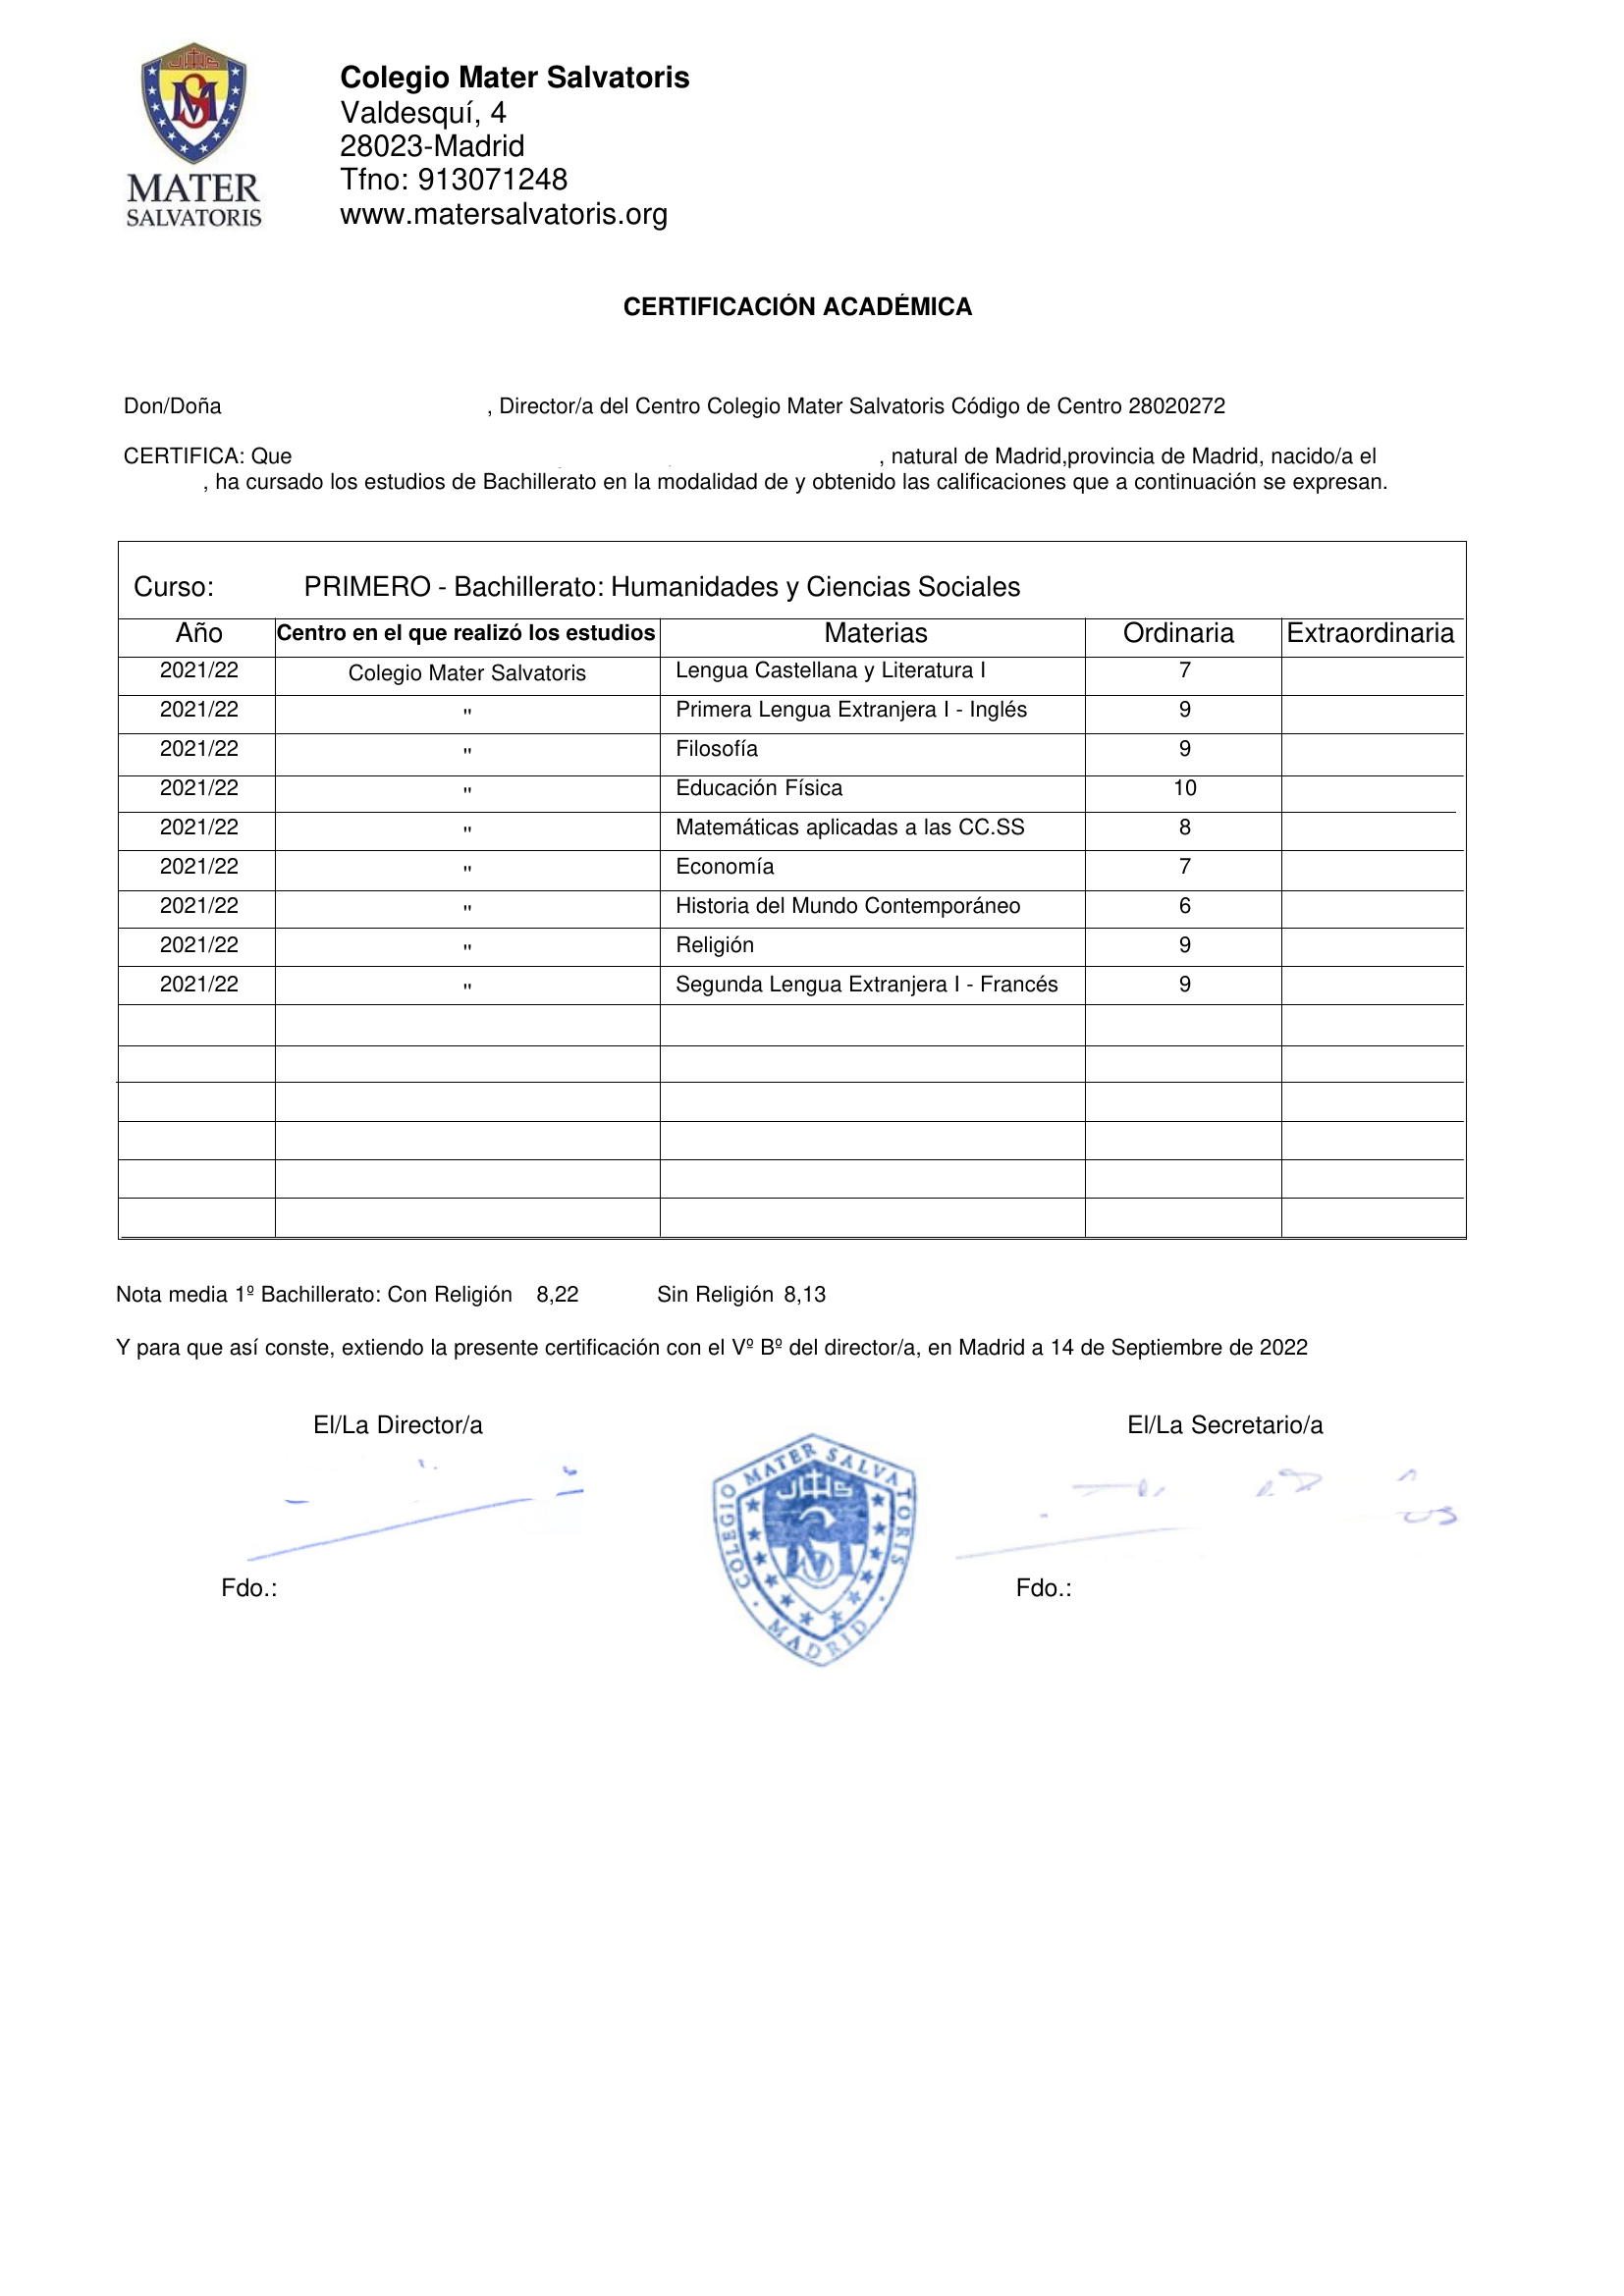 MATER
SALVATORIS
Colegio Mater Salvatoris
Valdesquí, 4
28023-Madrid
Tfno: 913071248
www.matersalvatoris.org
CERTIFICACIÓN ACADÉMICA
Don/Doña , Director/a del Centro Colegio Mater Salvatoris Código de Centro 28020272
CERTIFICA: Que , natural de Madrid,provincia de Madrid, nacido/a el
, ha cursado los estudios de Bachillerato en la modalidad de y obtenido las calificaciones que a continuación se expresan.
Curso: PRIMERO - Bachillerato: Humanidades y Ciencias Sociales
Año Centro en el que realizó los estudios Materias Ordinaria Extraordinaria
2021/22 Colegio Mater Salvatoris Lengua Castellana y Literatura I 7
2021/22 " Primera Lengua Extranjera I - Inglés 9
2021/22 " Filosofía 9
2021/22 " Educación Física 10
2021/22 " Matemáticas aplicadas a las CC.SS 8
2021/22 " Economía 7
2021/22 " Historia del Mundo Contemporáneo 6
2021/22 " Religión 9
2021/22 " Segunda Lengua Extranjera I - Francés 9
Nota media 1º Bachillerato: Con Religión 8,22 Sin Religión 8,13
Y para que así conste, extiendo la presente certificación con el Vº Bº del director/a, en Madrid a 14 de Septiembre de 2022
El/La Director/a El/La Secretario/a
COLEGIO MATER SALVATORIS
JHS
MADRID
Fdo.: Fdo.: